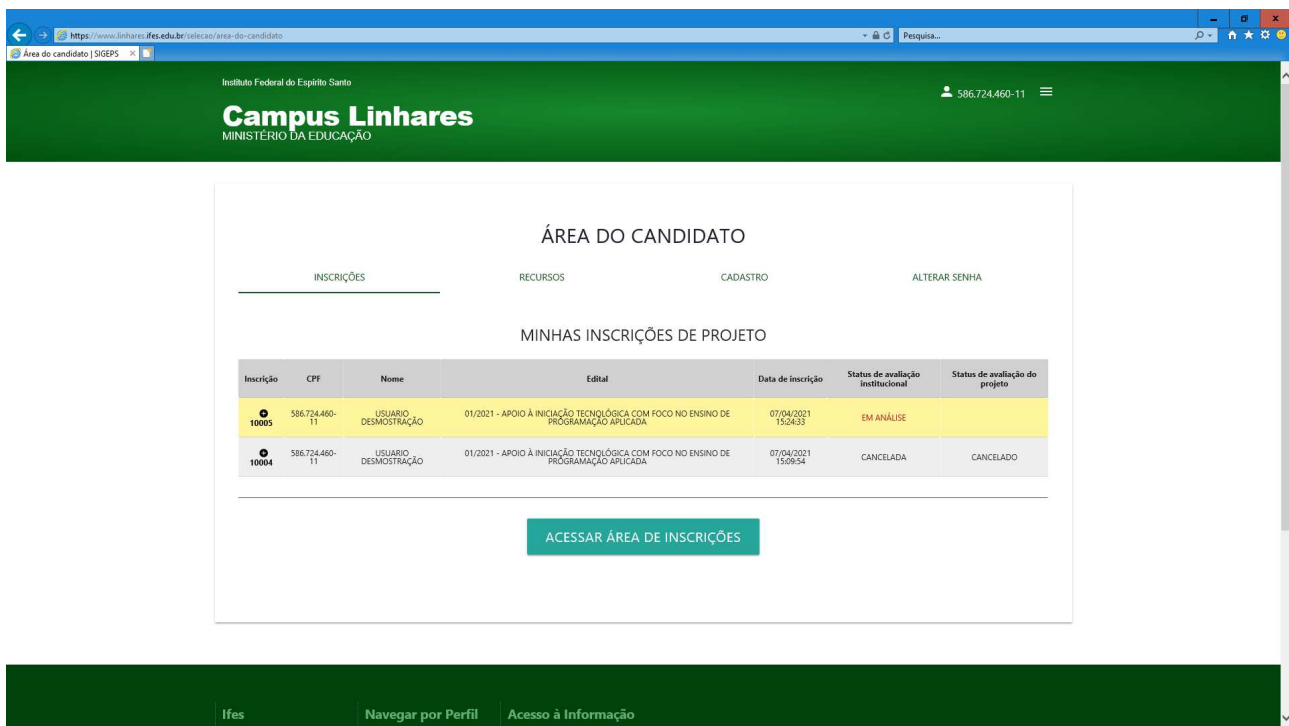 https://www.linhares.ifes.edu.br/selecao/area-do-candidato
Pesquisa...
Área do candidato | SIGEPS
Instituto Federal do Espírito Santo
586.724.460-11
Campus Linhares
MINISTÉRIO DA EDUCAÇÃO
ÁREA DO CANDIDATO
INSCRIÇÕES RECURSOS CADASTRO ALTERAR SENHA
MINHAS INSCRIÇÕES DE PROJETO
Inscrição CPF Nome Edital Data de inscrição Status de avaliação institucional Status de avaliação do projeto
10005 586.724.460-11 USUARIO DESMOSTRAÇÃO 01/2021 - APOIO À INICIAÇÃO TECNOLÓGICA COM FOCO NO ENSINO DE PROGRAMAÇÃO APLICADA 07/04/2021 15:24:33 EM ANÁLISE
10004 586.724.460-11 USUARIO DESMOSTRAÇÃO 01/2021 - APOIO À INICIAÇÃO TECNOLÓGICA COM FOCO NO ENSINO DE PROGRAMAÇÃO APLICADA 07/04/2021 15:09:54 CANCELADA CANCELADO
ACESSAR ÁREA DE INSCRIÇÕES
Ifes Navegar por Perfil Acesso à Informação